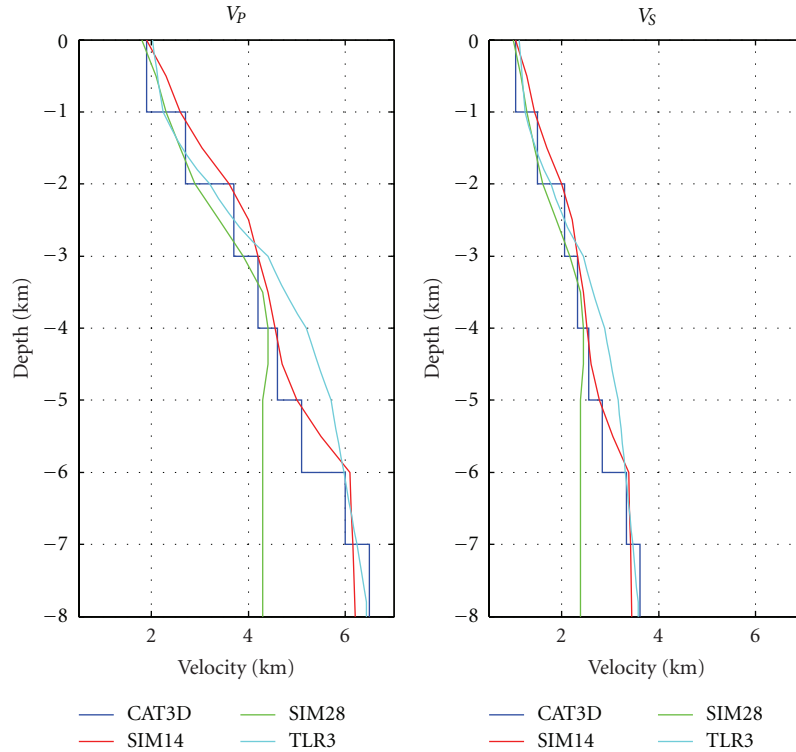 V_P
0
−1
−2
−3
−4
−5
−6
−7
−8
Depth (km)
2
4
6
Velocity (km)
CAT3D
SIM14
SIM28
TLR3
V_S
0
−1
−2
−3
−4
−5
−6
−7
−8
Depth (km)
2
4
6
Velocity (km)
CAT3D
SIM14
SIM28
TLR3